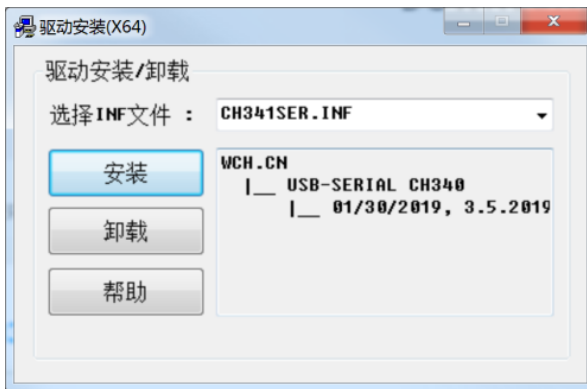 驱动安装(X64)
驱动安装/卸载
选择INF文件 : CH341SER.INF
安装
卸载
帮助
WCH.CN
|__ USB-SERIAL CH340
|__ 01/30/2019, 3.5.2019